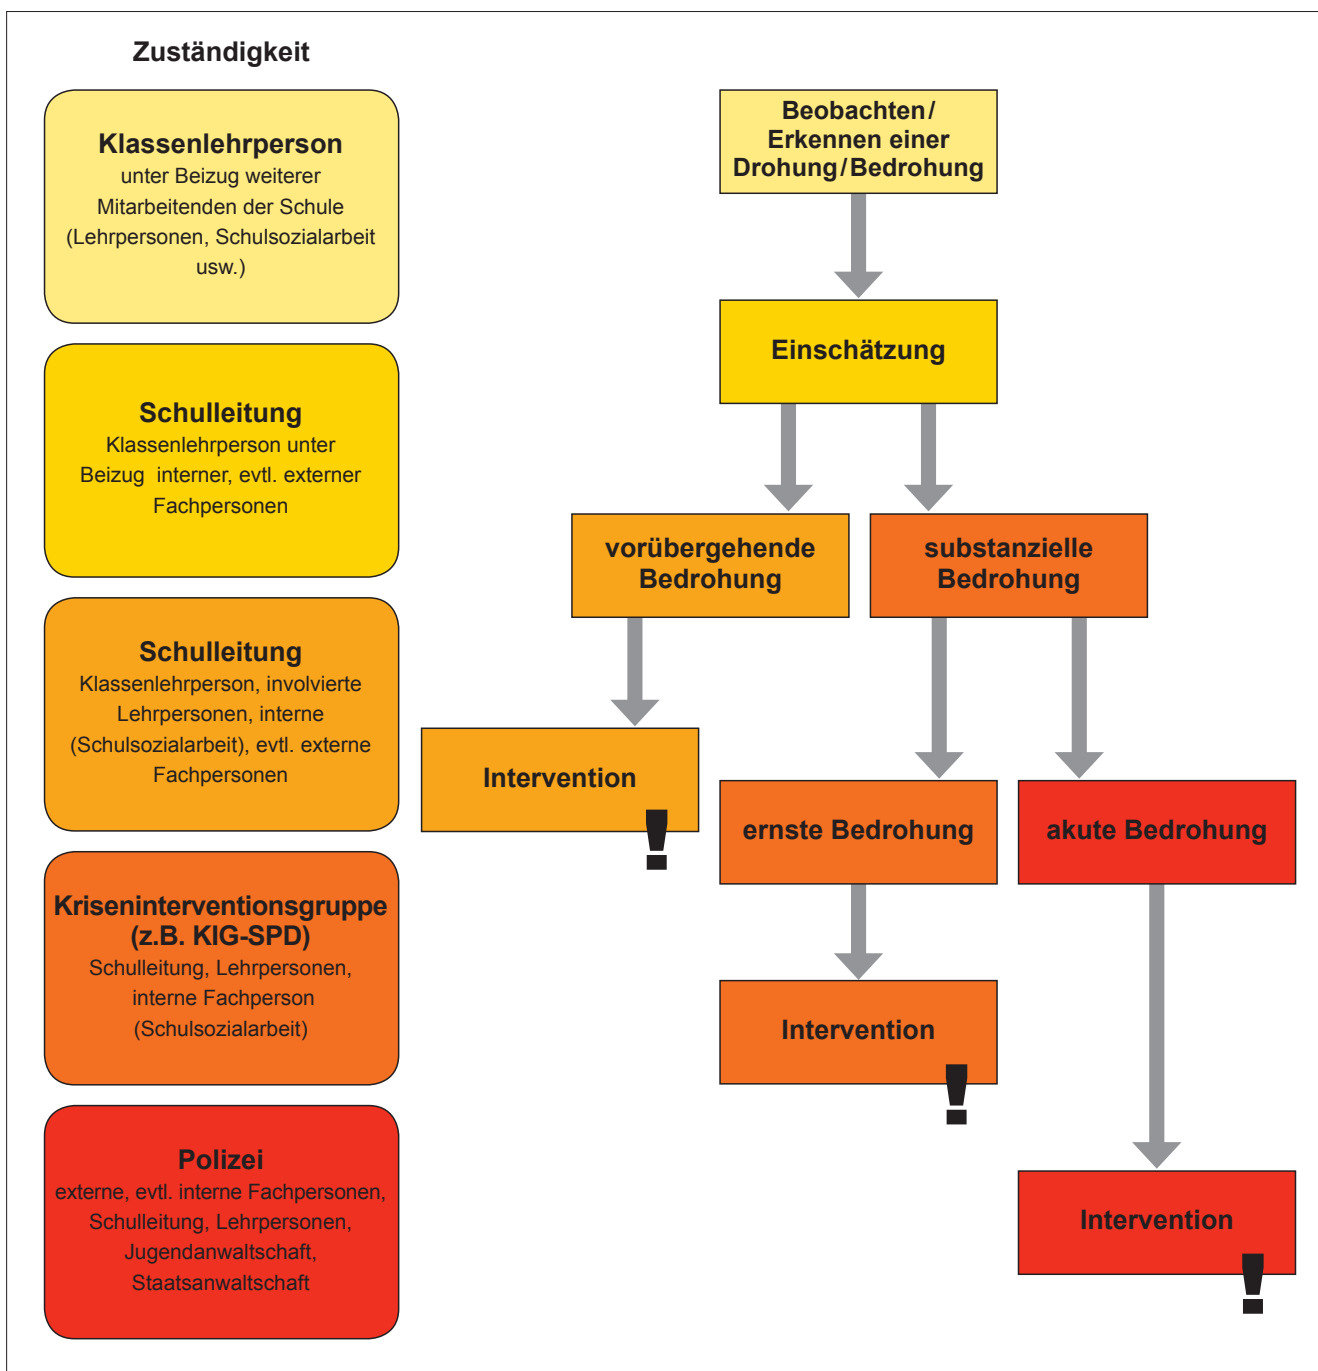 Zuständigkeit
Klassenlehrperson
unter Beizug weiterer
Mitarbeitenden der Schule
(Lehrpersonen, Schulsozialarbeit
usw.)
Schulleitung
Klassenlehrperson unter
Beizug interner, evtl. externer
Fachpersonen
Schulleitung
Klassenlehrperson, involvierte
Lehrpersonen, interne
(Schulsozialarbeit), evtl. externe
Fachpersonen
Kriseninterventionsgruppe
(z.B. KIG-SPD)
Schulleitung, Lehrpersonen,
interne Fachperson
(Schulsozialarbeit)
Polizei
externe, evtl. interne Fachpersonen,
Schulleitung, Lehrpersonen,
Jugendanwaltschaft,
Staatsanwaltschaft
Beobachten/
Erkennen einer
Drohung/Bedrohung
Einschätzung
vorübergehende
Bedrohung
substanzielle
Bedrohung
Intervention
!
ernste Bedrohung
akute Bedrohung
Intervention
!
Intervention
!